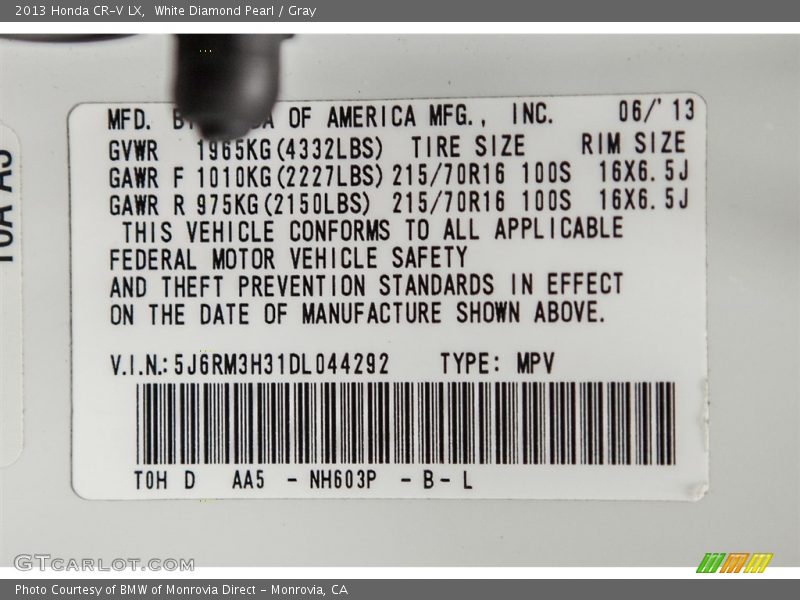 2013 Honda CR-V LX,  White Diamond Pearl / Gray
MFD. OF AMERICA MFG., INC. 06/'13
GVWR 1965KG(4332LBS) TIRE SIZE RIM SIZE
GAWR F 1010KG(2227LBS) 215/70R16 100S 16X6.5J
GAWR R 975KG(2150LBS) 215/70R16 100S 16X6.5J
THIS VEHICLE CONFORMS TO ALL APPLICABLE
FEDERAL MOTOR VEHICLE SAFETY
AND THEFT PREVENTION STANDARDS IN EFFECT
ON THE DATE OF MANUFACTURE SHOWN ABOVE.
V.I.N.: 5J6RM3H31DL044292 TYPE: MPV
T0H D AA5 - NH603P - B - L
GTCARLOT.COM
Photo Courtesy of BMW of Monrovia Direct - Monrovia, CA